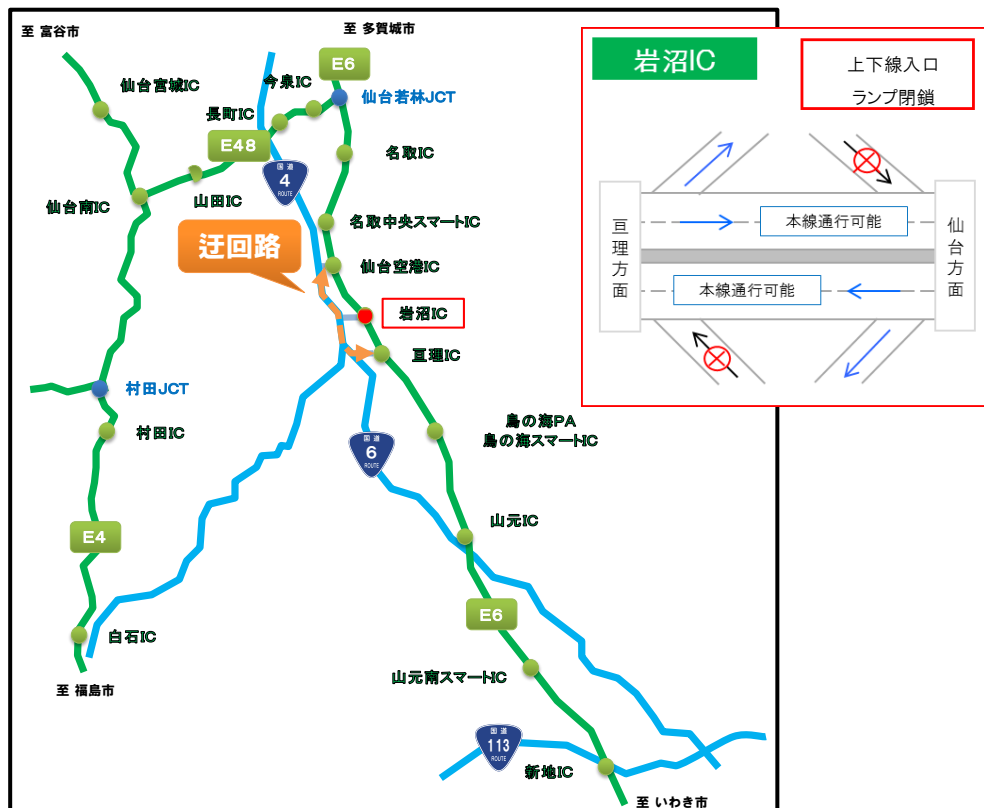 至 富谷市
至 多賀城市
仙台宮城IC
今泉IC
E6
仙台若林JCT
長町IC
E48
名取IC
国道
4
ROUTE
仙台南IC
山田IC
名取中央スマートIC
迂回路
仙台空港IC
岩沼IC
亘理IC
村田JCT
村田IC
鳥の海PA
鳥の海スマートIC
国道
6
ROUTE
山元IC
E4
E6
白石IC
山元南スマートIC
至 福島市
国道
113
ROUTE
新地IC
至 いわき市
岩沼IC
上下線入口
ランプ閉鎖
亘理方面
本線通行可能
本線通行可能
仙台方面